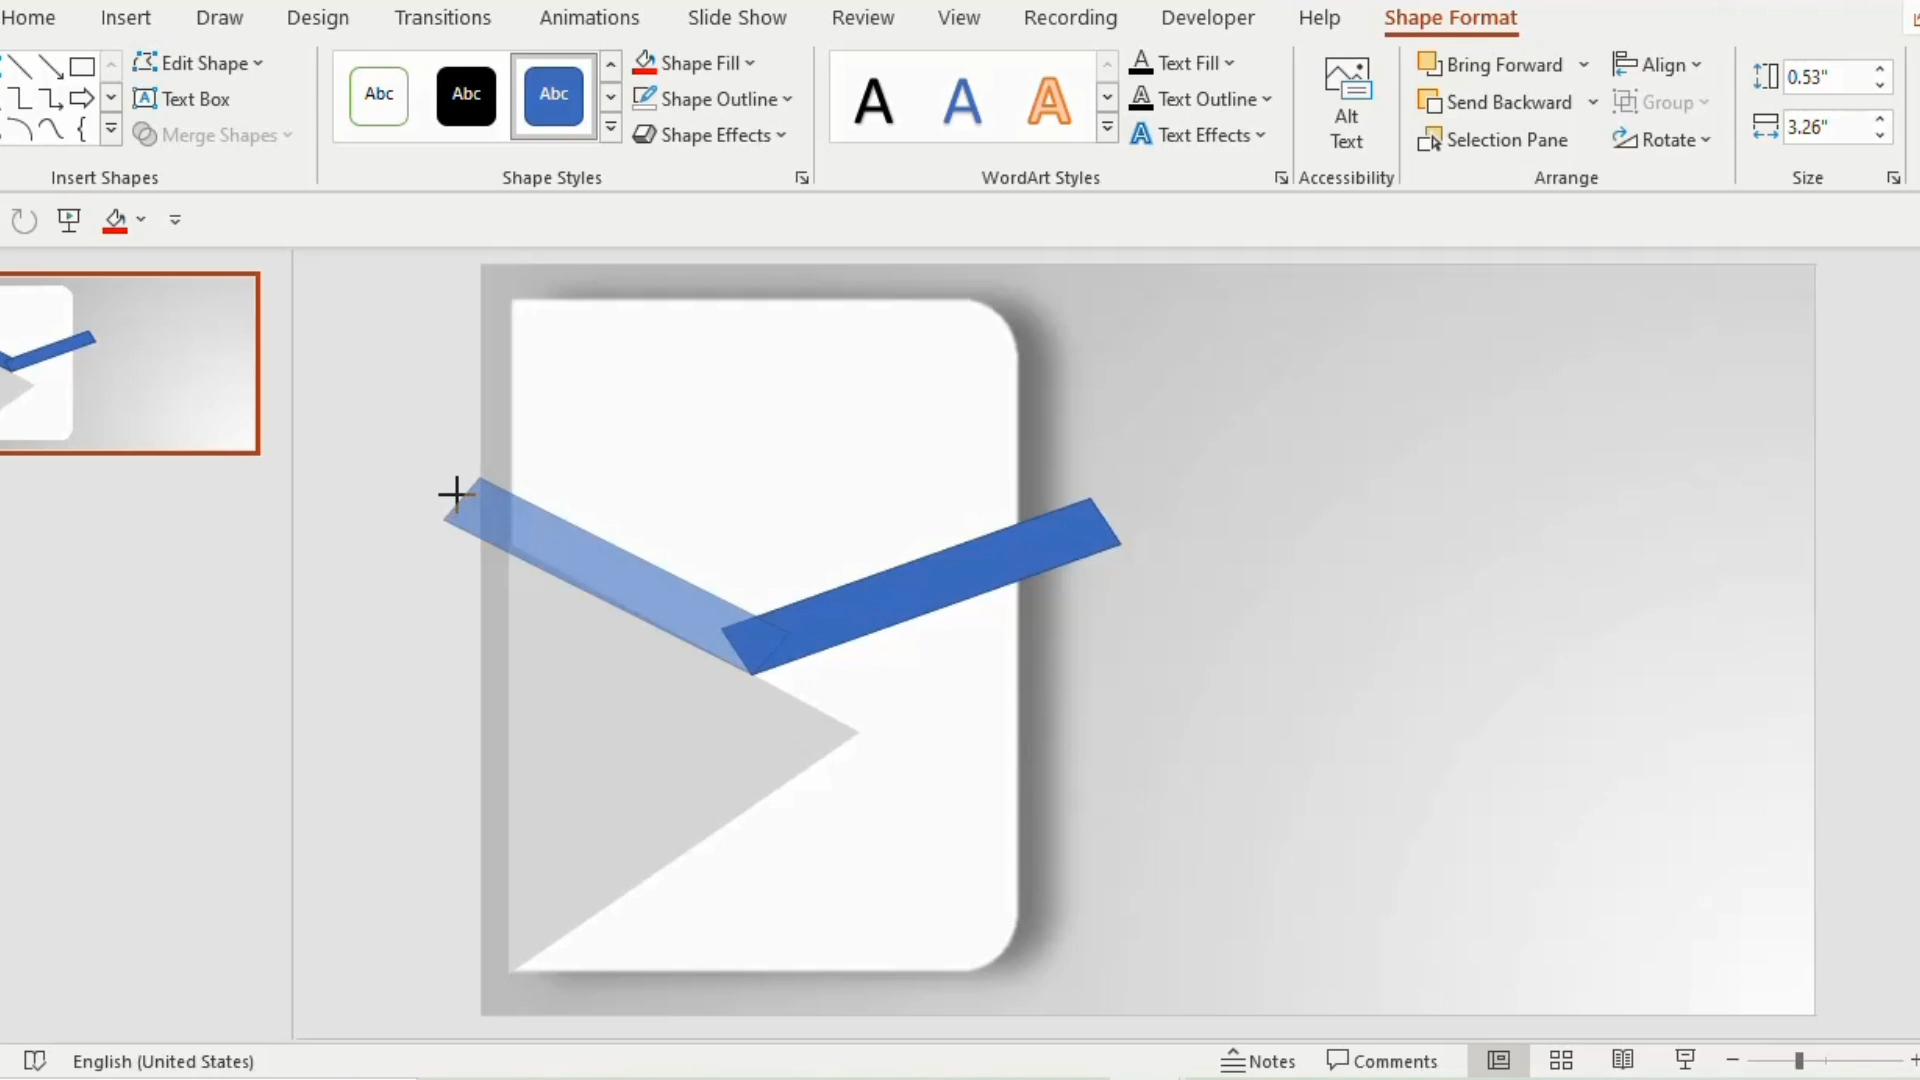 Home Insert Draw Design Transitions Animations Slide Show Review View Recording Developer Help Shape Format
Edit Shape
Text Box
Merge Shapes
Insert Shapes
Abc Abc Abc
Shape Fill
Shape Outline
Shape Effects
Shape Styles
A A A
Text Fill
Text Outline
Text Effects
WordArt Styles
Alt
Text
Accessibility
Bring Forward
Send Backward
Selection Pane
Align
Group
Rotate
Arrange
0.53"
3.26"
Size
English (United States)
Notes
Comments